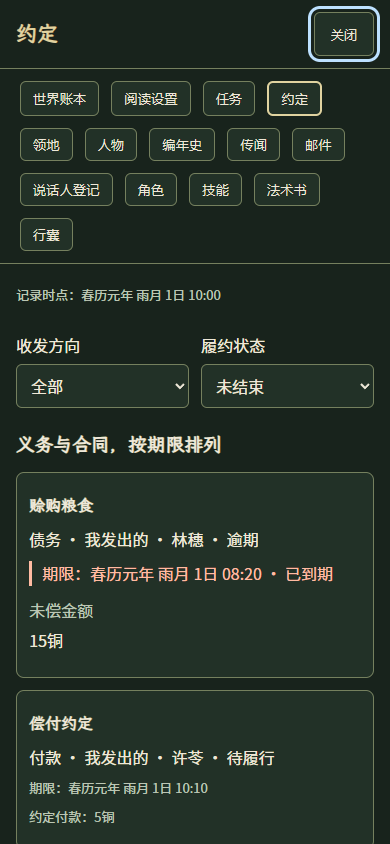 约定
关闭
世界账本 阅读设置 任务 约定
领地 人物 编年史 传闻 邮件
说话人登记 角色 技能 法术书
行囊
记录时点：春历元年 雨月 1日 10:00
收发方向 履约状态
全部 未结束
义务与合同，按期限排列
赊购粮食
债务 · 我发出的 · 林穗 · 逾期
期限：春历元年 雨月 1日 08:20 · 已到期
未偿金额
15铜
偿付约定
付款 · 我发出的 · 许苓 · 待履行
期限：春历元年 雨月 1日 10:10
约定付款：5铜